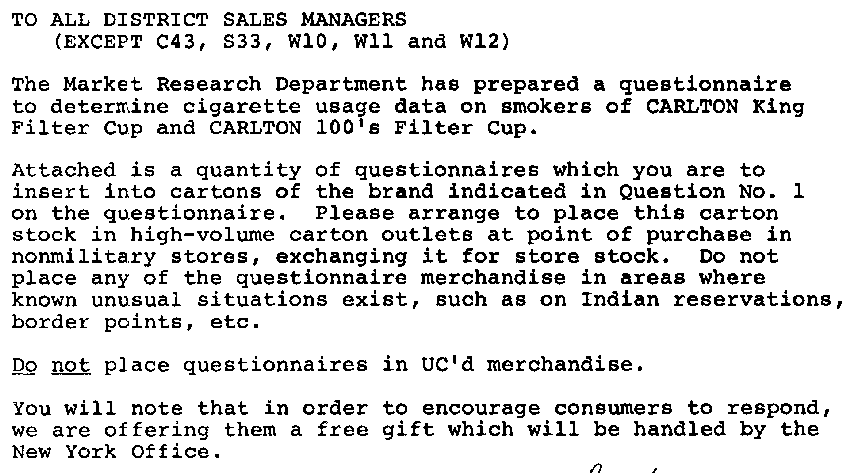 TO ALL DISTRICT SALES MANAGERS
(EXCEPT C43, S33, W10, W11 and W12)
The Market Research Department has prepared a questionnaire
to determine cigarette usage data on smokers of CARLTON King
Filter Cup and CARLTON 100's Filter Cup.
Attached is a quantity of questionnaires which you are to
insert into cartons of the brand indicated in Question No. 1
on the questionnaire. Please arrange to place this carton
stock in high-volume carton outlets at point of purchase in
nonmilitary stores, exchanging it for store stock. Do not
place any of the questionnaire merchandise in areas where
known unusual situations exist, such as on Indian reservations,
border points, etc.
Do not place questionnaires in UC'd merchandise.
You will note that in order to encourage consumers to respond,
we are offering them a free gift which will be handled by the
New York Office.